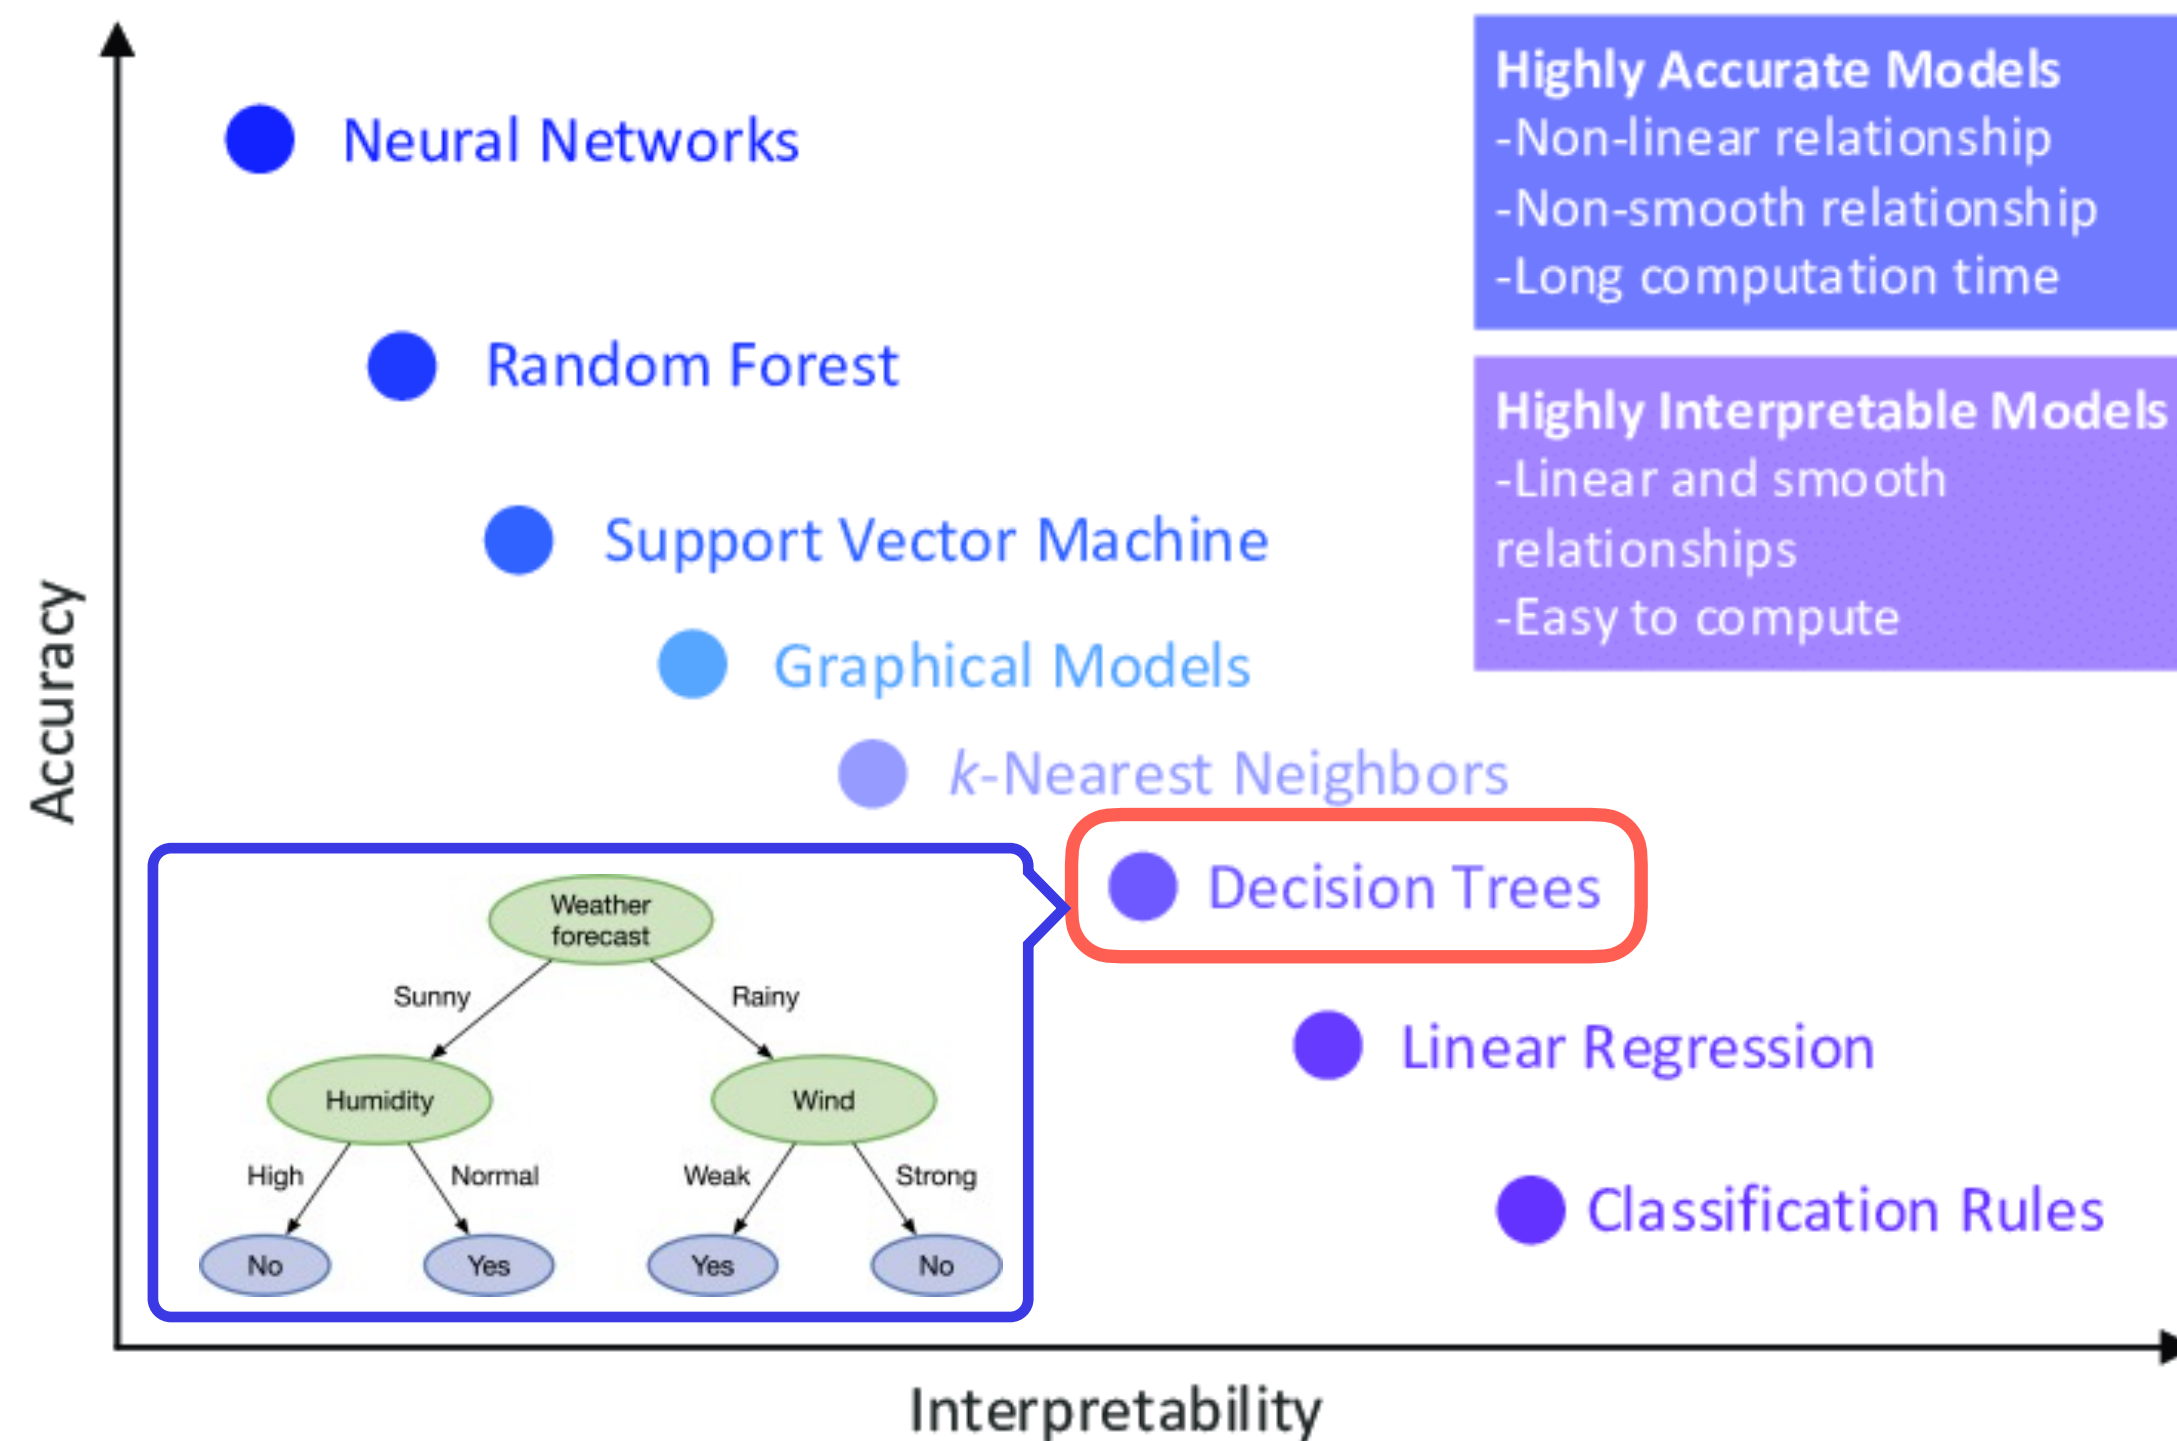 Highly Accurate Models
-Non-linear relationship
-Non-smooth relationship
-Long computation time
Highly Interpretable Models
-Linear and smooth
relationships
-Easy to compute
Neural Networks
Random Forest
Support Vector Machine
Graphical Models
k-Nearest Neighbors
Decision Trees
Linear Regression
Classification Rules
Accuracy
Weather
forecast
Sunny
Rainy
Humidity
Wind
High
Normal
Weak
Strong
No
Yes
Yes
No
Interpretability